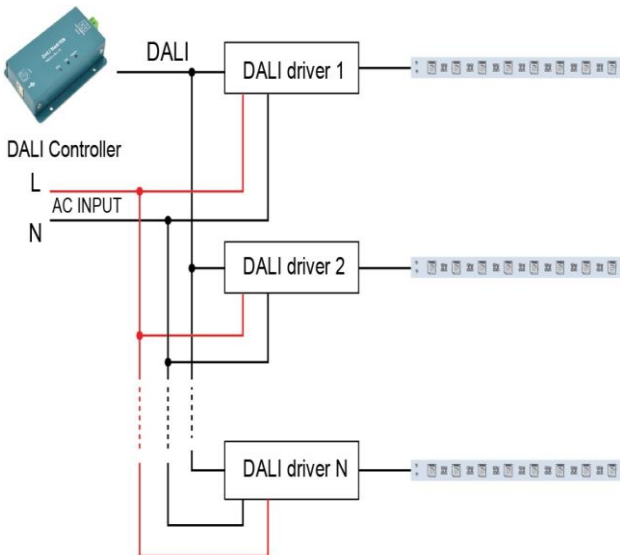 DALI
DALI driver 1
DALI Controller
L
AC INPUT
N
DALI driver 2
DALI driver N